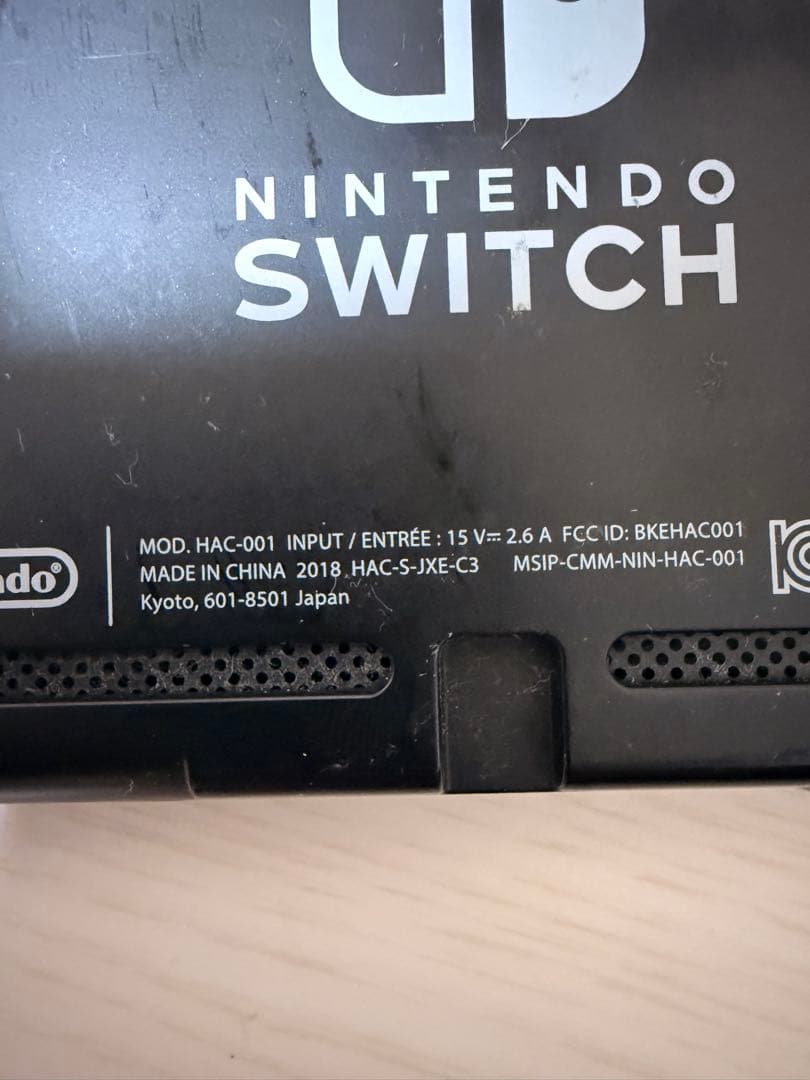 NINTENDO
SWITCH
ndo®
MOD. HAC-001 INPUT / ENTRÉE : 15 V⎓ 2.6 A FCC ID: BKEHAC001
MADE IN CHINA 2018 HAC-S-JXE-C3 MSIP-CMM-NIN-HAC-001
Kyoto, 601-8501 Japan